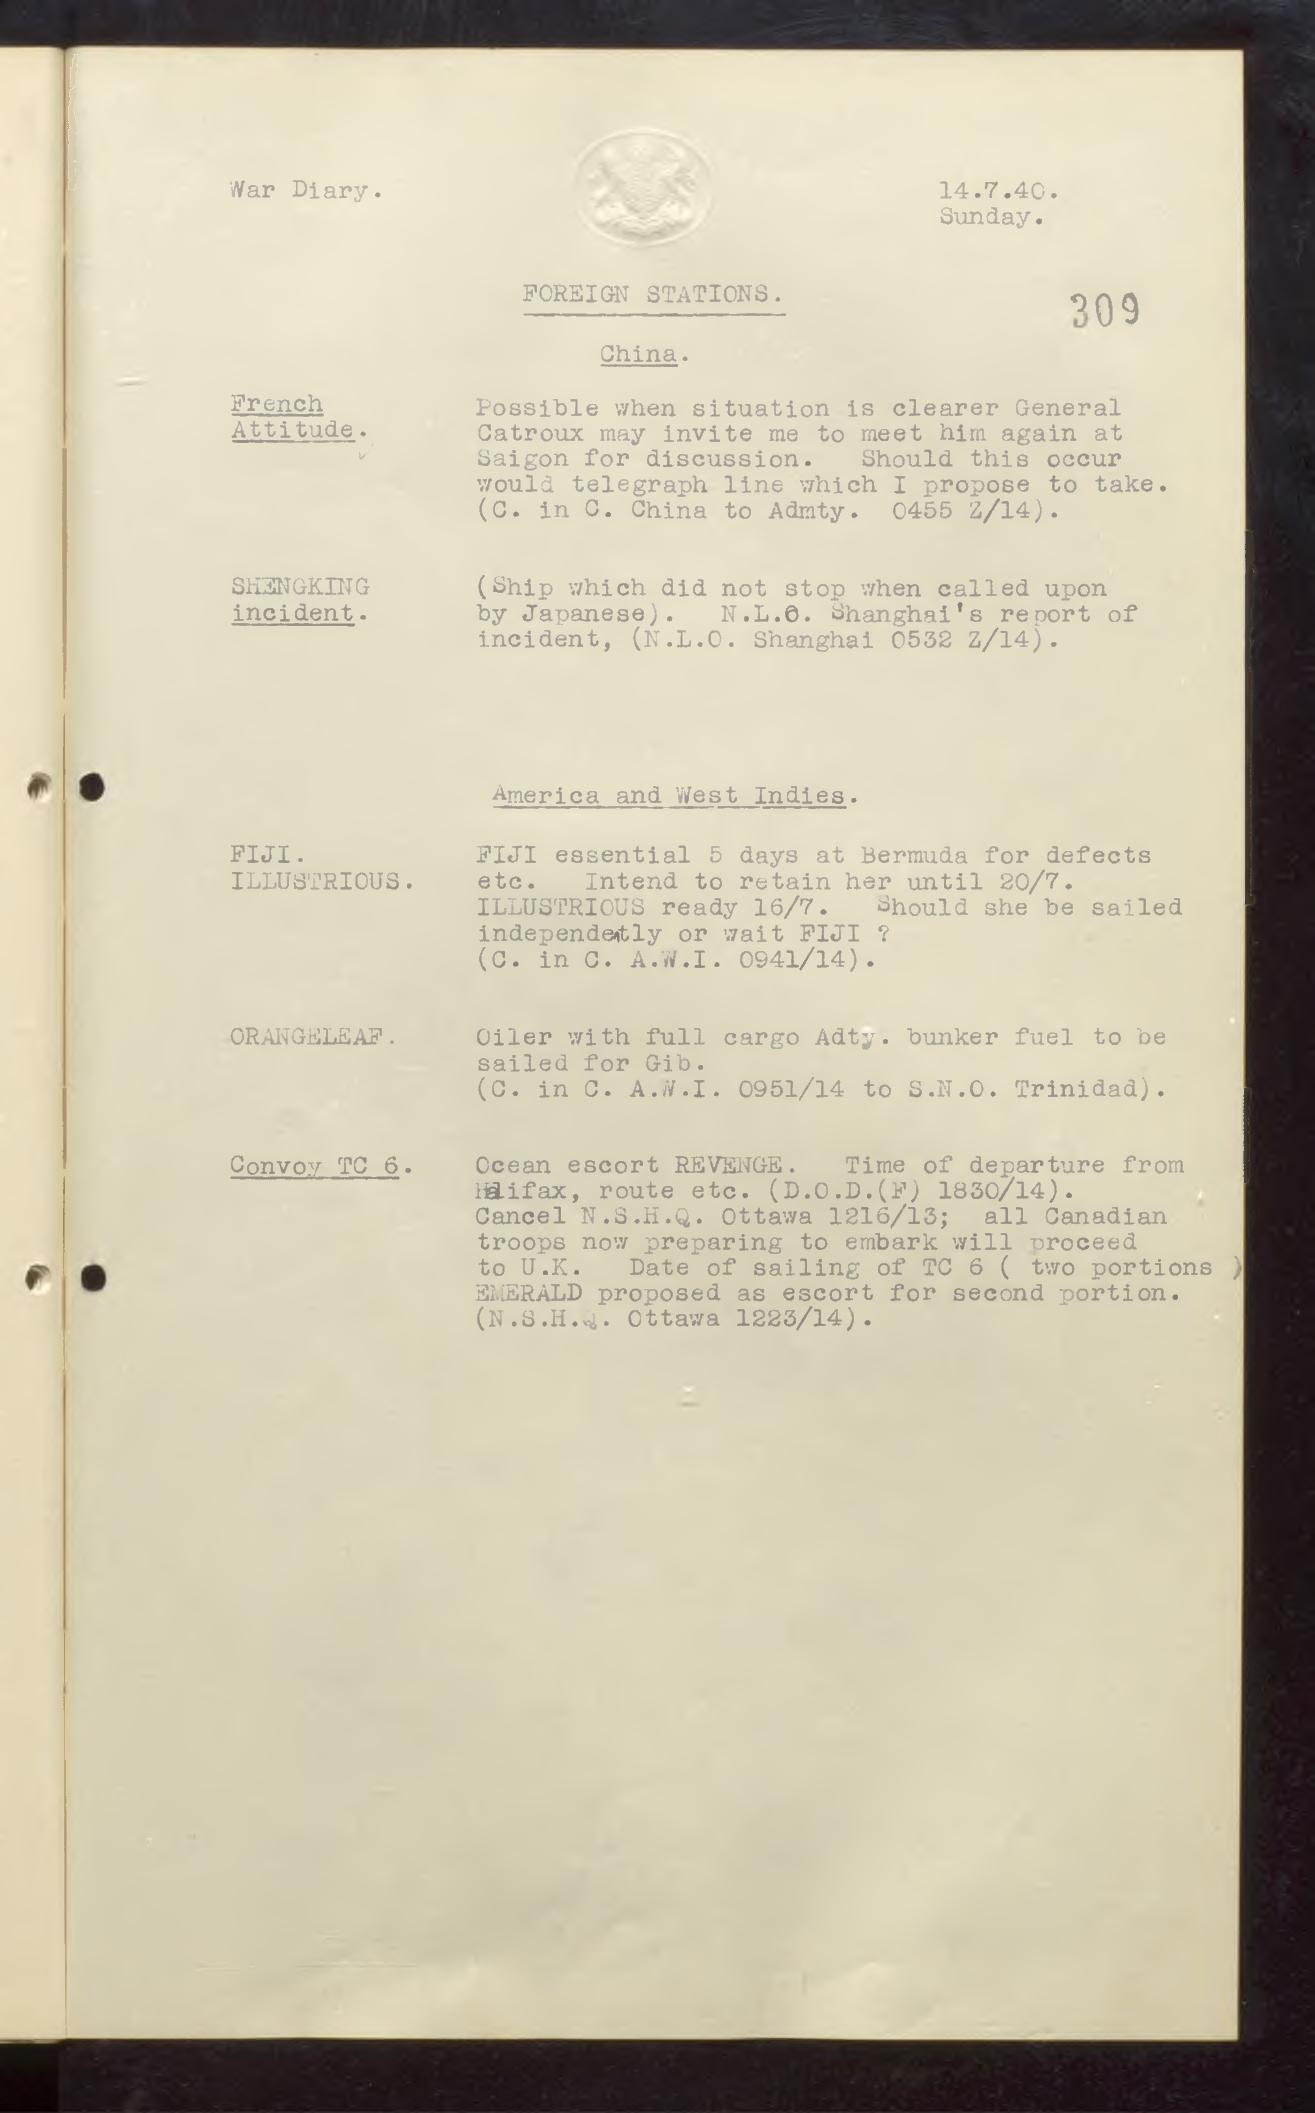 War Diary.
14.7.40.
Sunday.
FOREIGN STATIONS.
309
China.
French
Attitude.
Possible when situation is clearer General
Catroux may invite me to meet him again at
Saigon for discussion. Should this occur
would telegraph line which I propose to take.
(C. in C. China to Admty. 0455 Z/14).
SHENGKING
incident.
(Ship which did not stop when called upon
by Japanese). N.L.O. Shanghai's report of
incident, (N.L.O. Shanghai 0532 Z/14).
America and West Indies.
FIJI.
ILLUSTRIOUS.
FIJI essential 5 days at Bermuda for defects
etc. Intend to retain her until 20/7.
ILLUSTRIOUS ready 16/7. Should she be sailed
independently or wait FIJI ?
(C. in C. A.W.I. 0941/14).
ORANGELEAF.
Oiler with full cargo Adty. bunker fuel to be
sailed for Gib.
(C. in C. A.W.I. 0951/14 to S.N.O. Trinidad).
Convoy TC 6.
Ocean escort REVENGE. Time of departure from
Halifax, route etc. (D.O.D.(F) 1830/14).
Cancel N.S.H.Q. Ottawa 1216/13; all Canadian
troops now preparing to embark will proceed
to U.K. Date of sailing of TC 6 ( two portions )
EMERALD proposed as escort for second portion.
(N.S.H.Q. Ottawa 1223/14).